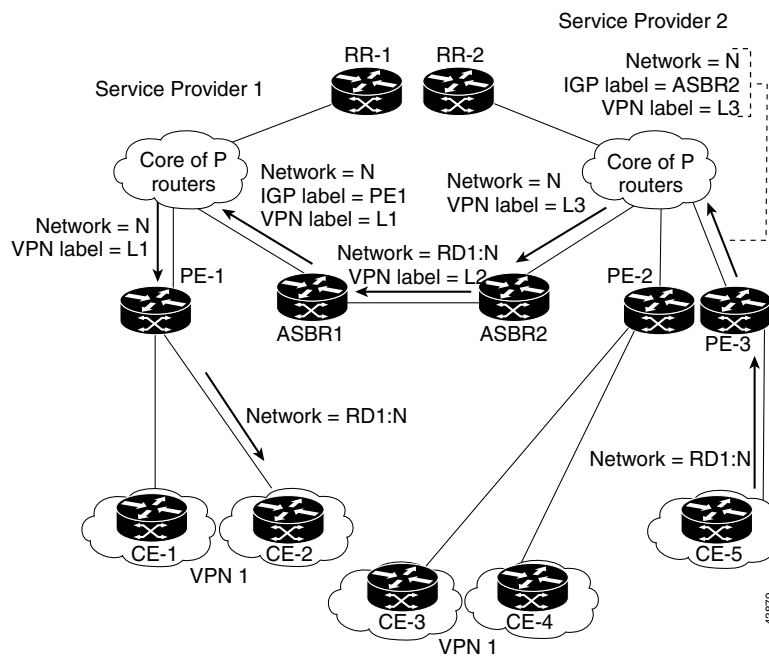 Service Provider 2
RR-1
RR-2
Network = N
IGP label = ASBR2
VPN label = L3
Service Provider 1
Core of P
routers
Network = N
IGP label = PE1
VPN label = L1
Network = N
VPN label = L3
Core of P
routers
Network = N
VPN label = L1
Network = RD1:N
VPN label = L2
PE-1
PE-2
ASBR1
ASBR2
PE-3
Network = RD1:N
Network = RD1:N
CE-1
CE-2
VPN 1
CE-5
CE-3
CE-4
VPN 1